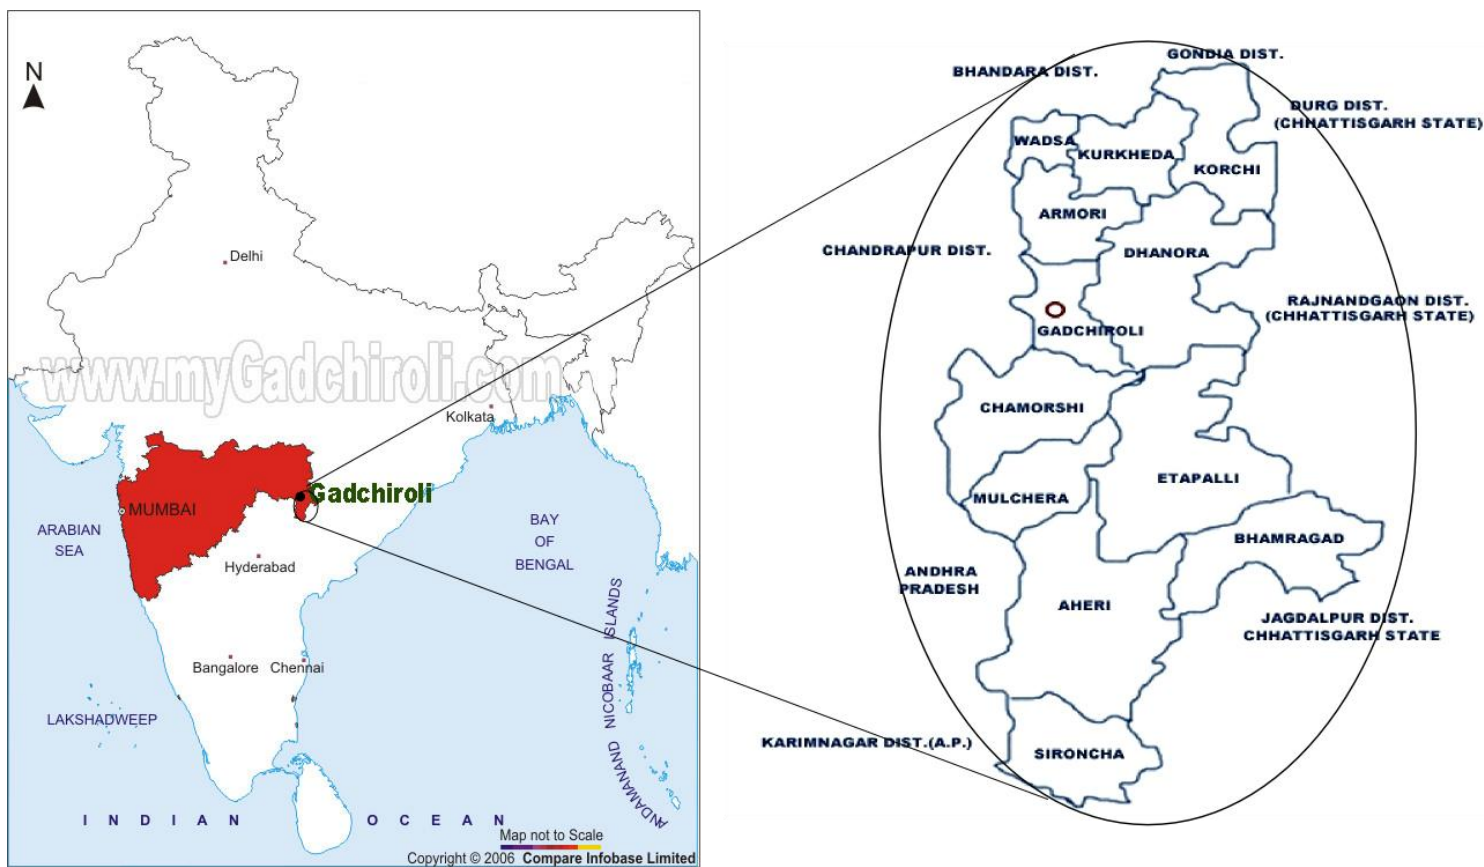 N
Delhi
www.myGadchiroli.com
Kolkata
Gadchiroli
MUMBAI
ARABIAN
SEA
BAY
OF
BENGAL
Hyderabad
Bangalore
Chennai
LAKSHADWEEP
ANDAMANAND NICOBAAR ISLANDS
INDIAN OCEAN
Map not to Scale
Copyright © 2006 Compare Infobase Limited
GONDIA DIST.
BHANDARA DIST.
DURG DIST.
(CHHATTISGARH STATE)
WADSA
KURKHEDA
KORCHI
ARMORI
CHANDRAPUR DIST.
DHANORA
RAJNANDGAON DIST.
(CHHATTISGARH STATE)
GADCHIROLI
CHAMORSHI
ETAPALLI
MULCHERA
BHAMRAGAD
ANDHRA
PRADESH
AHERI
JAGDALPUR DIST.
CHHATTISGARH STATE
KARIMNAGAR DIST.(A.P.)
SIRONCHA